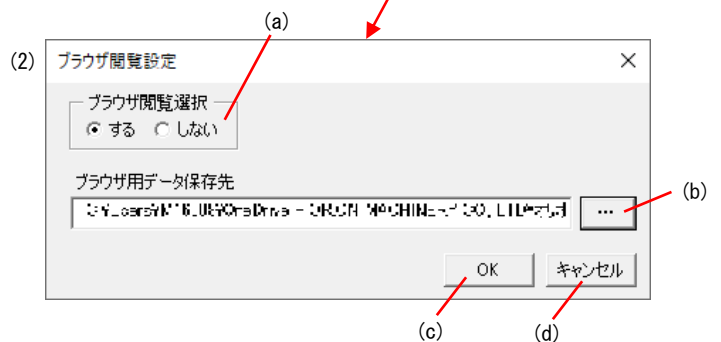 (a)
(2)
ブラウザ閲覧設定
ブラウザ閲覧選択
する しない
ブラウザ用データ保存先
...
(b)
OK キャンセル
(c)
(d)